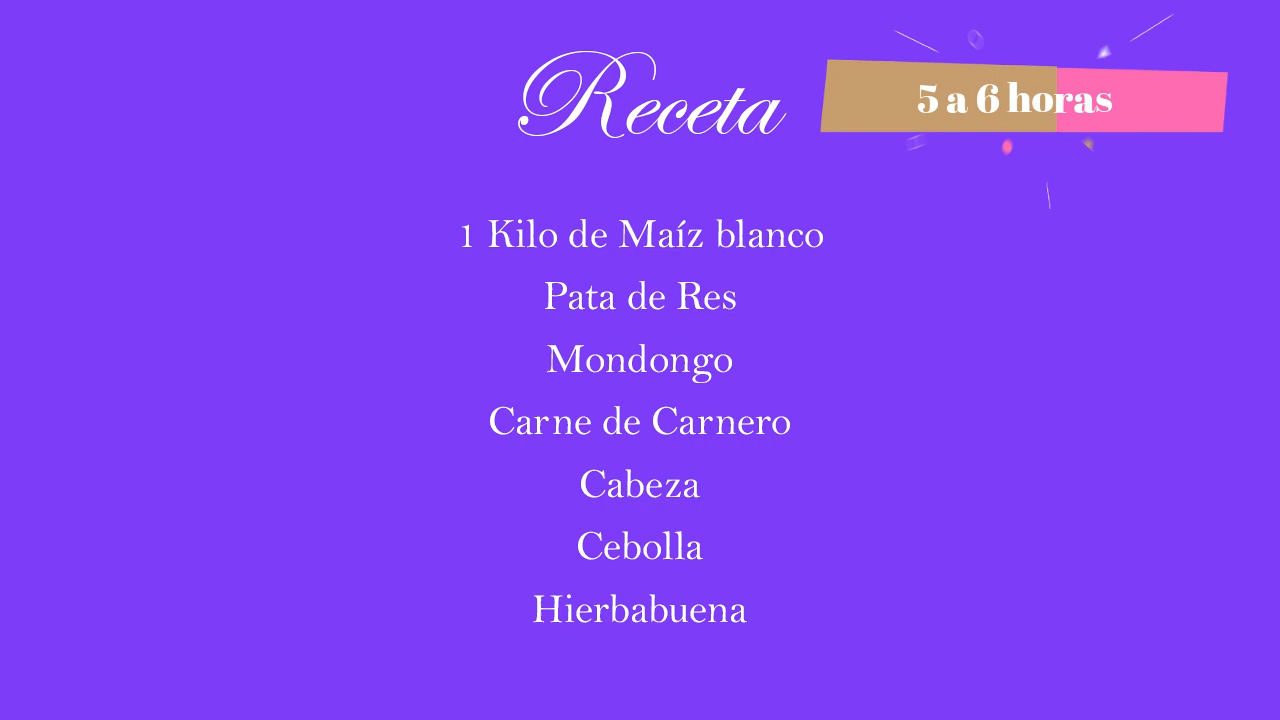 Receta
5 a 6 horas
1 Kilo de Maíz blanco
Pata de Res
Mondongo
Carne de Carnero
Cabeza
Cebolla
Hierbabuena